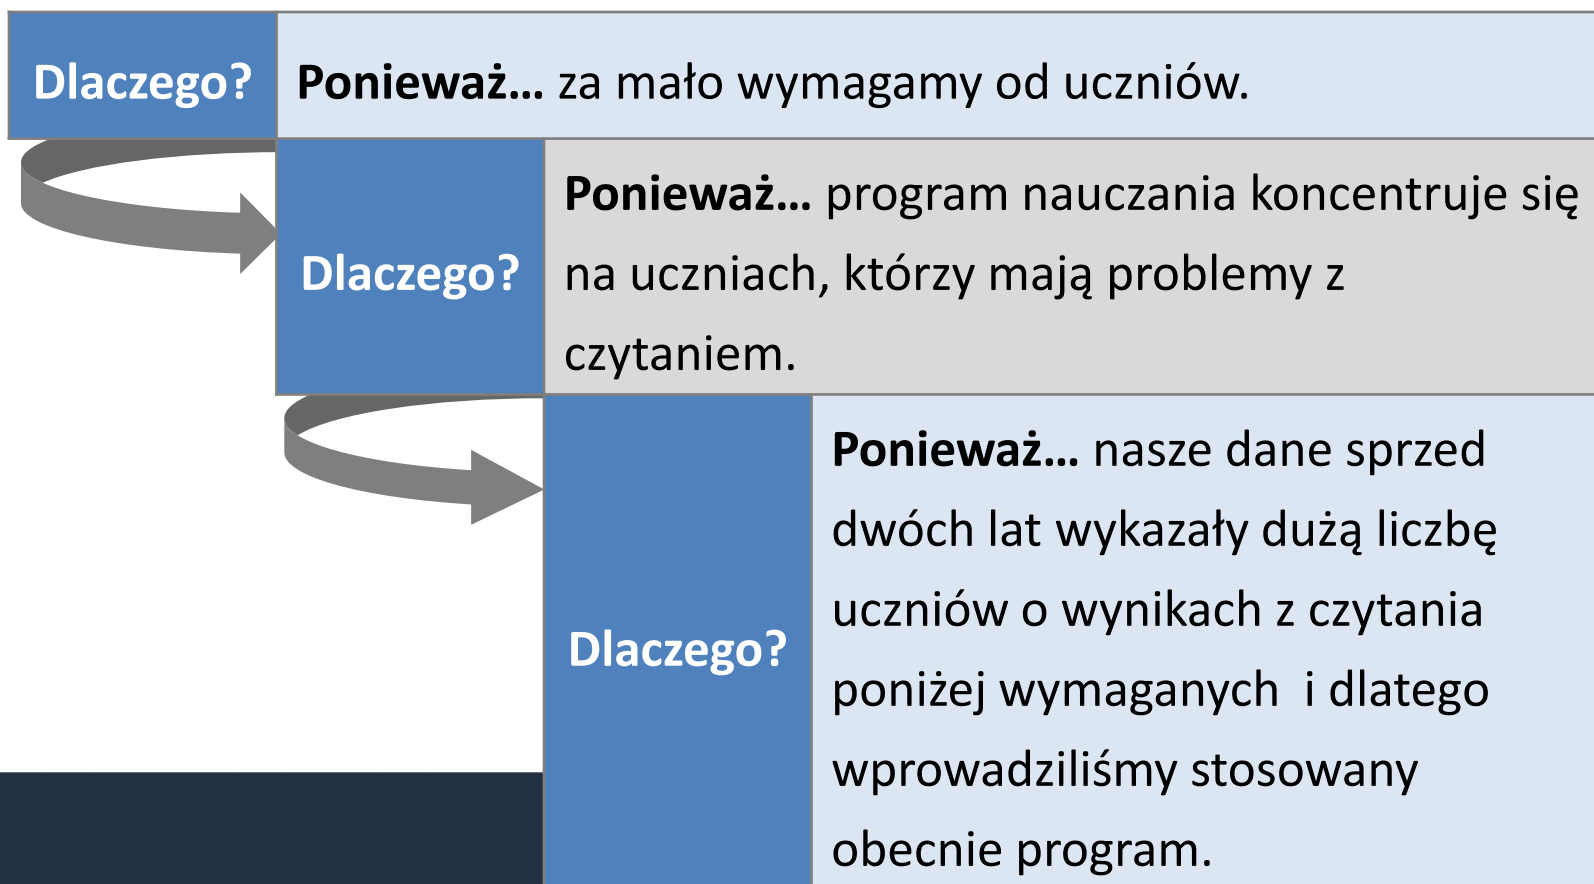 Dlaczego? Ponieważ... za mało wymagamy od uczniów.
Dlaczego?
Ponieważ... program nauczania koncentruje się
na uczniach, którzy mają problemy z
czytaniem.
Dlaczego?
Ponieważ... nasze dane sprzed
dwóch lat wykazały dużą liczbę
uczniów o wynikach z czytania
poniżej wymaganych i dlatego
wprowadziliśmy stosowany
obecnie program.